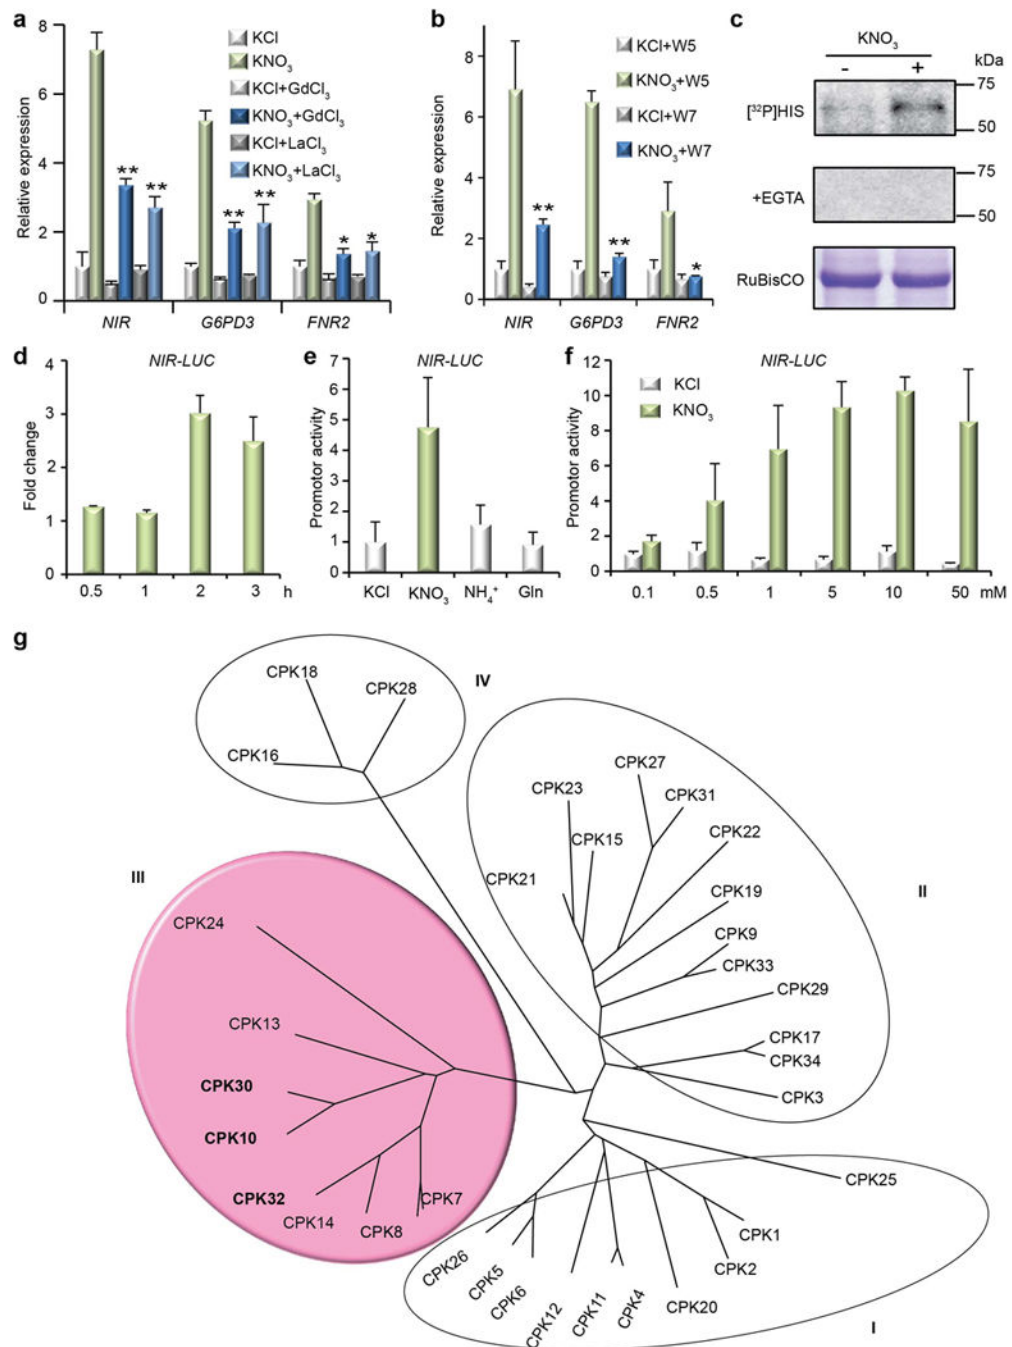 a
Relative expression
8
6
4
2
0
KCl
KNO₃
KCl+GdCl₃
KNO₃+GdCl₃
KCl+LaCl₃
KNO₃+LaCl₃
** **
** **
* *
NIR G6PD3 FNR2
b
Relative expression
8
6
4
2
0
KCl+W5
KNO₃+W5
KCl+W7
KNO₃+W7
**
**
*
NIR G6PD3 FNR2
c
KNO₃
- + kDa
[³²P]HIS
75
50
+EGTA
75
50
RuBisCO
d
NIR-LUC
Fold change
4
3
2
1
0
0.5 1 2 3 h
e
NIR-LUC
Promotor activity
7
6
5
4
3
2
1
0
KCl KNO₃ NH₄⁺ Gln
f
NIR-LUC
Promotor activity
12
10
8
6
4
2
0
KCl
KNO₃
0.1 0.5 1 5 10 50 mM
g
IV
CPK18
CPK28
CPK16
II
CPK27
CPK23
CPK31
CPK15
CPK22
CPK21
CPK19
CPK9
CPK33
CPK29
CPK17
CPK34
CPK3
III
CPK24
CPK13
CPK30
CPK10
CPK32
CPK14
CPK8
CPK7
CPK25
CPK1
CPK2
CPK20
CPK4
CPK11
CPK12
CPK6
CPK5
CPK26
I